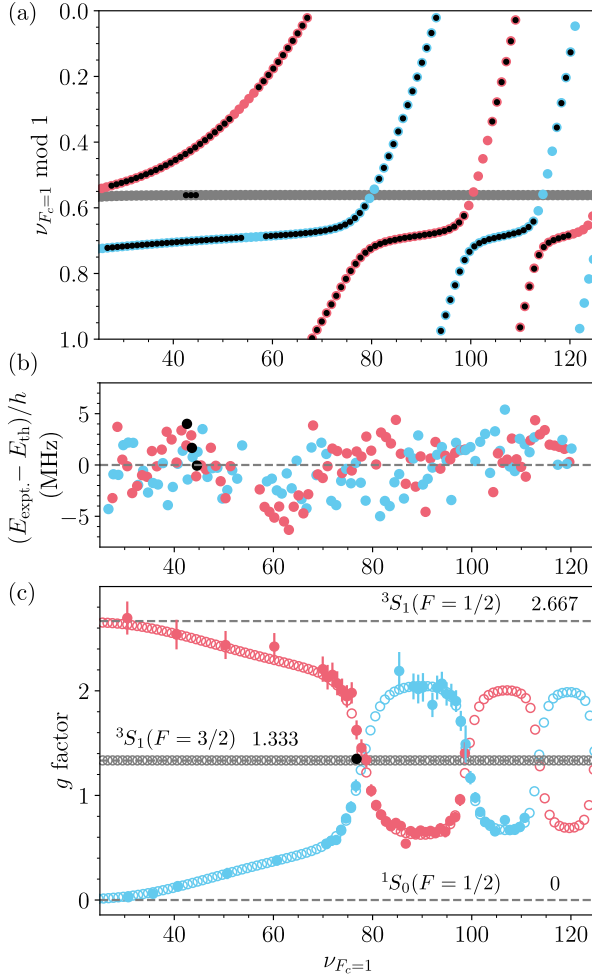 (a)
0.0
0.2
0.4
0.6
0.8
1.0
ν_{F_c=1} mod 1
40
60
80
100
120
(b)
5
0
−5
(E_{expt.} − E_{th})/h
(MHz)
40
60
80
100
120
(c)
2
1
0
g factor
^3S_1(F = 1/2) 2.667
^3S_1(F = 3/2) 1.333
^1S_0(F = 1/2) 0
40
60
80
100
120
ν_{F_c=1}